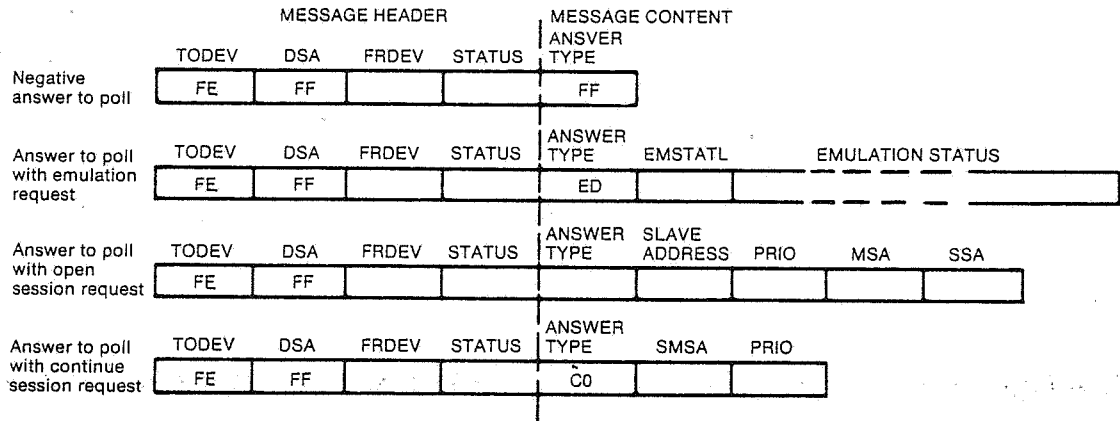 MESSAGE HEADER MESSAGE CONTENT
TODEV DSA FRDEV STATUS ANSVER TYPE
Negative answer to poll
FE FF FF
TODEV DSA FRDEV STATUS ANSWER TYPE EMSTATL EMULATION STATUS
Answer to poll with emulation request
FE FF ED
TODEV DSA FRDEV STATUS ANSWER TYPE SLAVE ADDRESS PRIO MSA SSA
Answer to poll with open session request
FE FF
TODEV DSA FRDEV STATUS ANSWER TYPE SMSA PRIO
Answer to poll with continue session request
FE FF C0